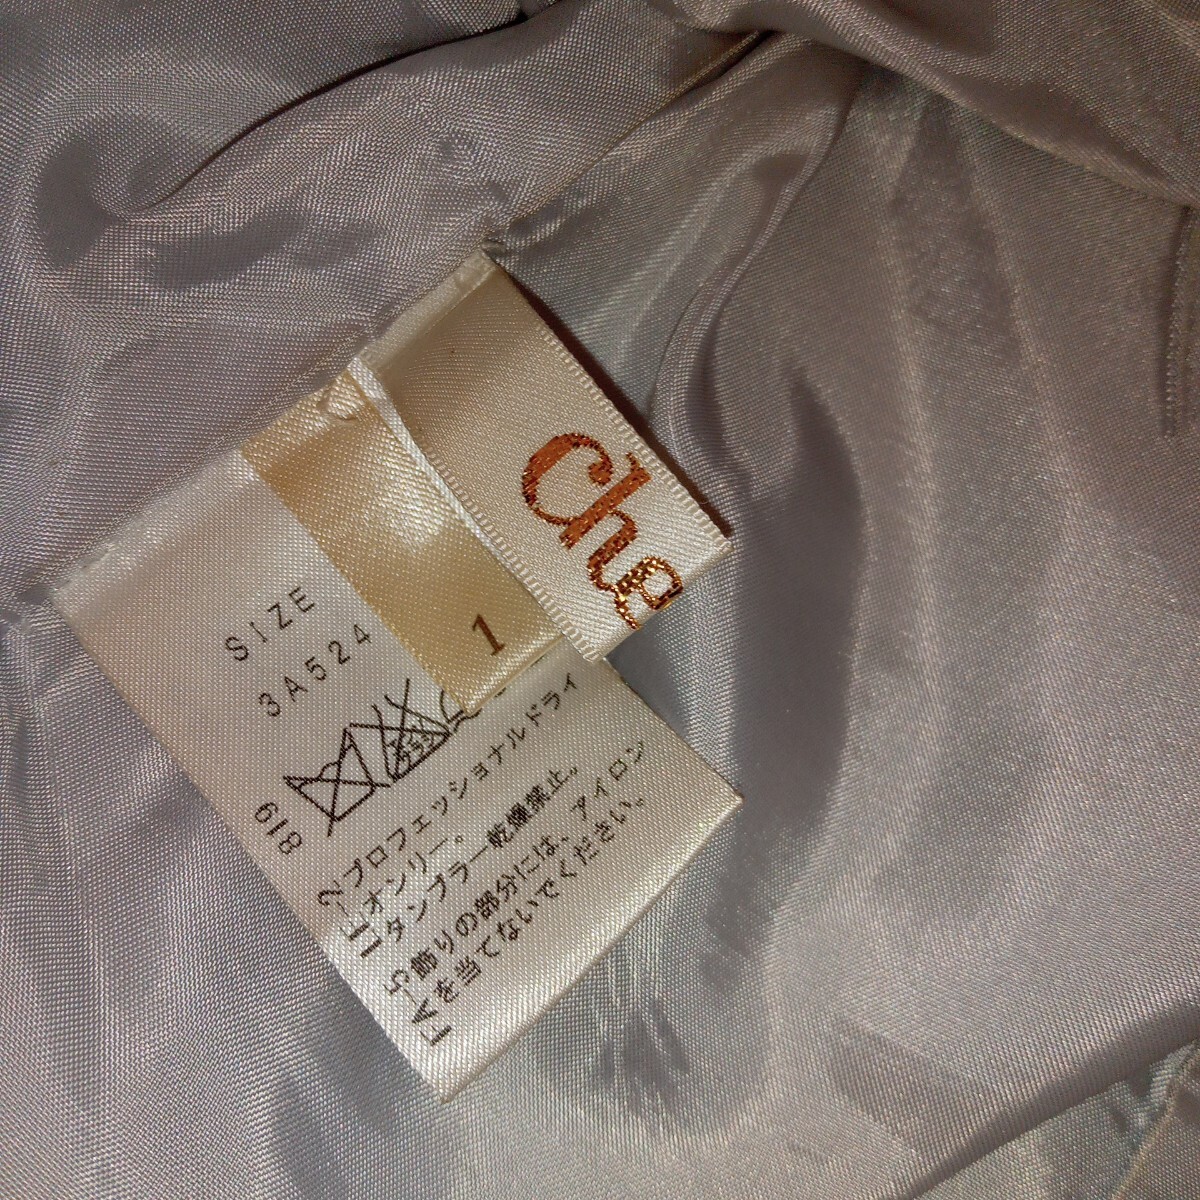 Che
1
SIZE
3A524
819
プロフェッショナルドライ
オンリー。
タンブラー乾燥禁止。
飾りの部分には、アイロン
を当てないでください。